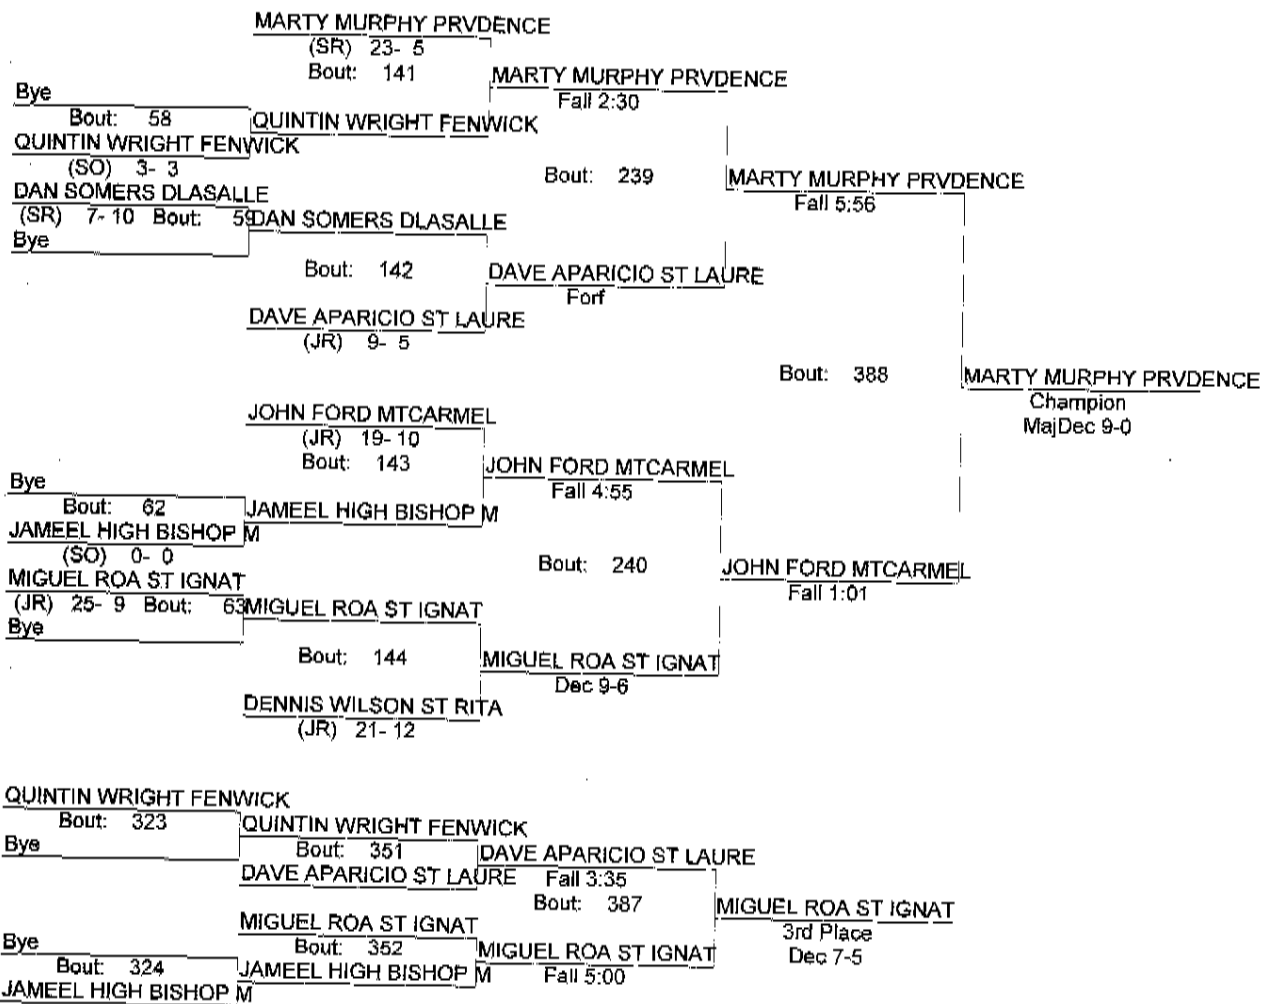 MARTY MURPHY PRVDENCE
(SR) 23- 5
Bout: 141
MARTY MURPHY PRVDENCE
Fall 2:30
Bye
Bout: 58
QUINTIN WRIGHT FENWICK
QUINTIN WRIGHT FENWICK
(SO) 3- 3
Bout: 239
MARTY MURPHY PRVDENCE
Fall 5:56
DAN SOMERS DLASALLE
(SR) 7- 10 Bout: 59
DAN SOMERS DLASALLE
Bye
Bout: 142
DAVE APARICIO ST LAURE
Forf
DAVE APARICIO ST LAURE
(JR) 9- 5
Bout: 388
MARTY MURPHY PRVDENCE
Champion
MajDec 9-0
JOHN FORD MTCARMEL
(JR) 19- 10
Bout: 143
JOHN FORD MTCARMEL
Fall 4:55
Bye
Bout: 62
JAMEEL HIGH BISHOP M
JAMEEL HIGH BISHOP M
(SO) 0- 0
Bout: 240
JOHN FORD MTCARMEL
Fall 1:01
MIGUEL ROA ST IGNAT
(JR) 25- 9 Bout: 63
MIGUEL ROA ST IGNAT
Bye
Bout: 144
MIGUEL ROA ST IGNAT
Dec 9-6
DENNIS WILSON ST RITA
(JR) 21- 12
QUINTIN WRIGHT FENWICK
Bout: 323
QUINTIN WRIGHT FENWICK
Bye
Bout: 351
DAVE APARICIO ST LAURE
DAVE APARICIO ST LAURE
Fall 3:35
Bout: 387
MIGUEL ROA ST IGNAT
3rd Place
Dec 7-5
MIGUEL ROA ST IGNAT
Bye
Bout: 352
MIGUEL ROA ST IGNAT
Bout: 324
JAMEEL HIGH BISHOP M
Fall 5:00
JAMEEL HIGH BISHOP M